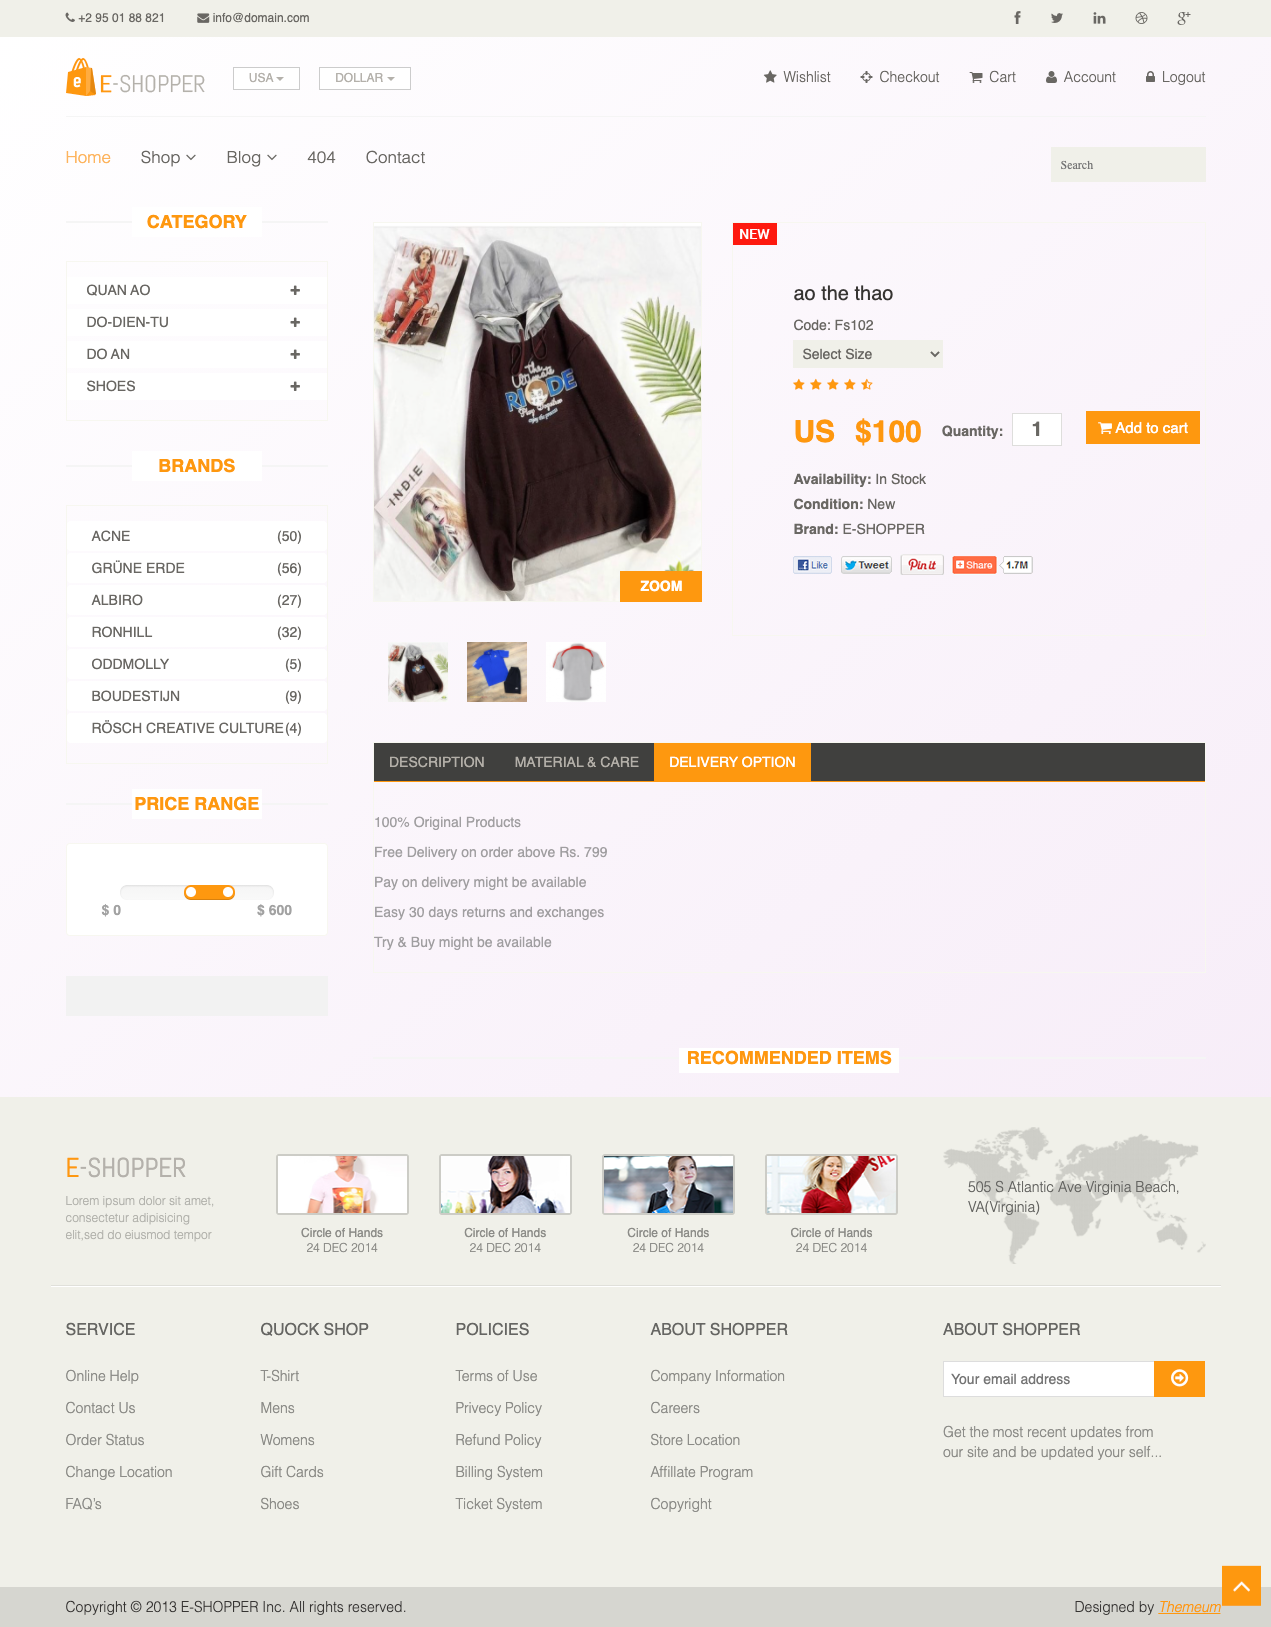 +2 95 01 88 821
info@domain.com
E-SHOPPER
USA
DOLLAR
Wishlist
Checkout
Cart
Account
Logout
Home
Shop
Blog
404
Contact
Search
CATEGORY
QUAN AO
DO-DIEN-TU
DO AN
SHOES
BRANDS
ACNE (50)
GRÜNE ERDE (56)
ALBIRO (27)
RONHILL (32)
ODDMOLLY (5)
BOUDESTIJN (9)
RÖSCH CREATIVE CULTURE (4)
PRICE RANGE
$ 0 $ 600
the
Ultimate
RIDE
Play Together
INDIE
ZOOM
NEW
ao the thao
Code: Fs102
Select Size
US $100
Quantity: 1
Add to cart
Availability: In Stock
Condition: New
Brand: E-SHOPPER
Like
Tweet
Pin it
Share
1.7M
DESCRIPTION
MATERIAL & CARE
DELIVERY OPTION
100% Original Products
Free Delivery on order above Rs. 799
Pay on delivery might be available
Easy 30 days returns and exchanges
Try & Buy might be available
RECOMMENDED ITEMS
E-SHOPPER
Lorem ipsum dolor sit amet,
consectetur adipisicing
elit,sed do eiusmod tempor
Circle of Hands
24 DEC 2014
Circle of Hands
24 DEC 2014
Circle of Hands
24 DEC 2014
SAL
Circle of Hands
24 DEC 2014
505 S Atlantic Ave Virginia Beach,
VA(Virginia)
SERVICE
Online Help
Contact Us
Order Status
Change Location
FAQ's
QUOCK SHOP
T-Shirt
Mens
Womens
Gift Cards
Shoes
POLICIES
Terms of Use
Privecy Policy
Refund Policy
Billing System
Ticket System
ABOUT SHOPPER
Company Information
Careers
Store Location
Affillate Program
Copyright
ABOUT SHOPPER
Your email address
Get the most recent updates from
our site and be updated your self...
Copyright © 2013 E-SHOPPER Inc. All rights reserved.
Designed by Themeum